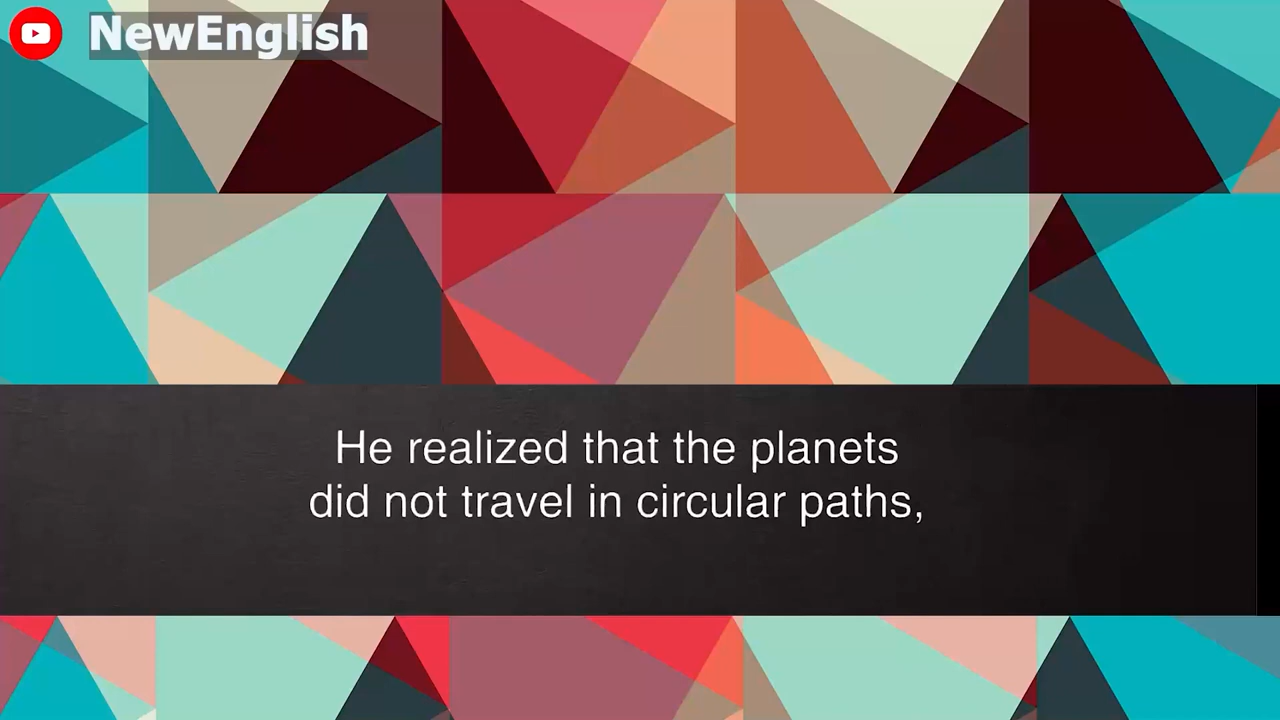 NewEnglish
He realized that the planets
did not travel in circular paths,